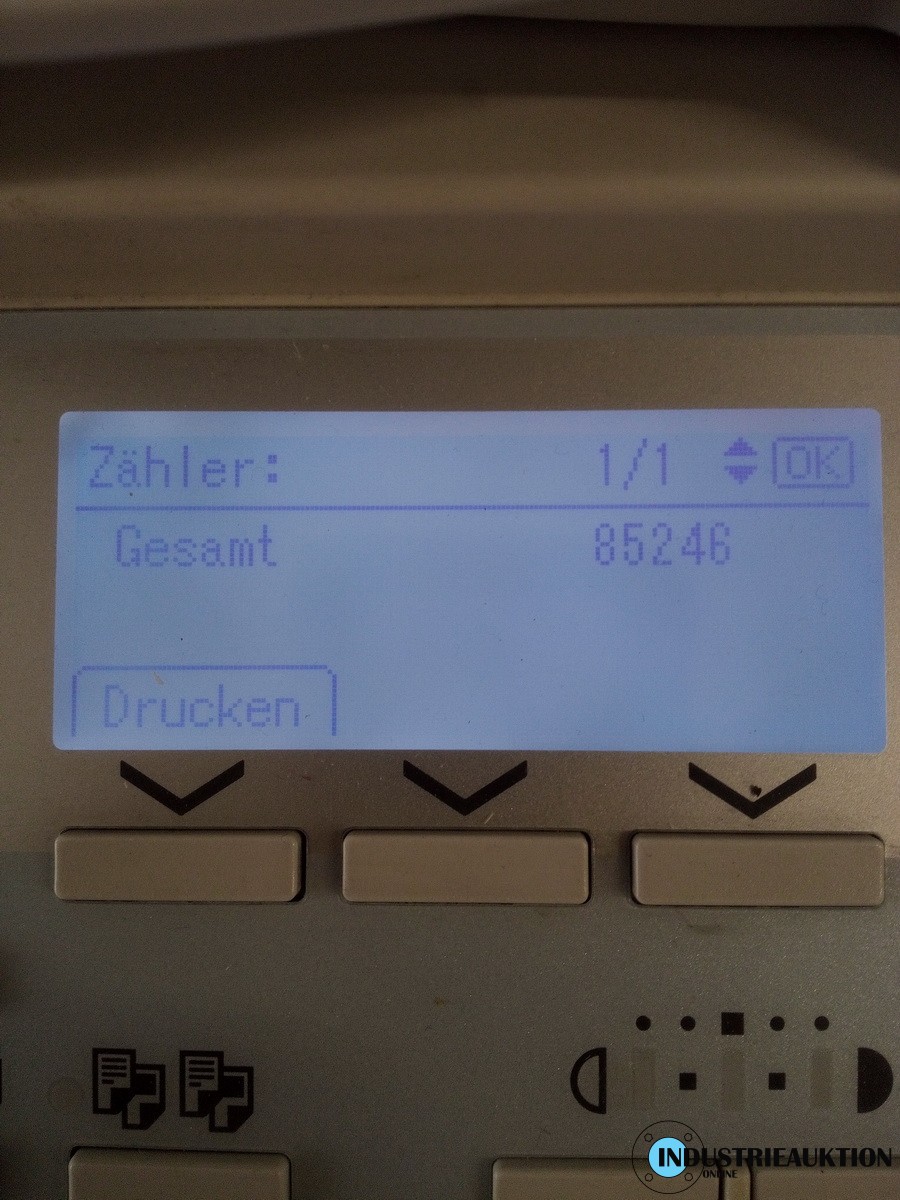 Zähler: 1/1 OK
Gesamt 85246
Drucken
INDUSTRIEAUKTION
ONLINE